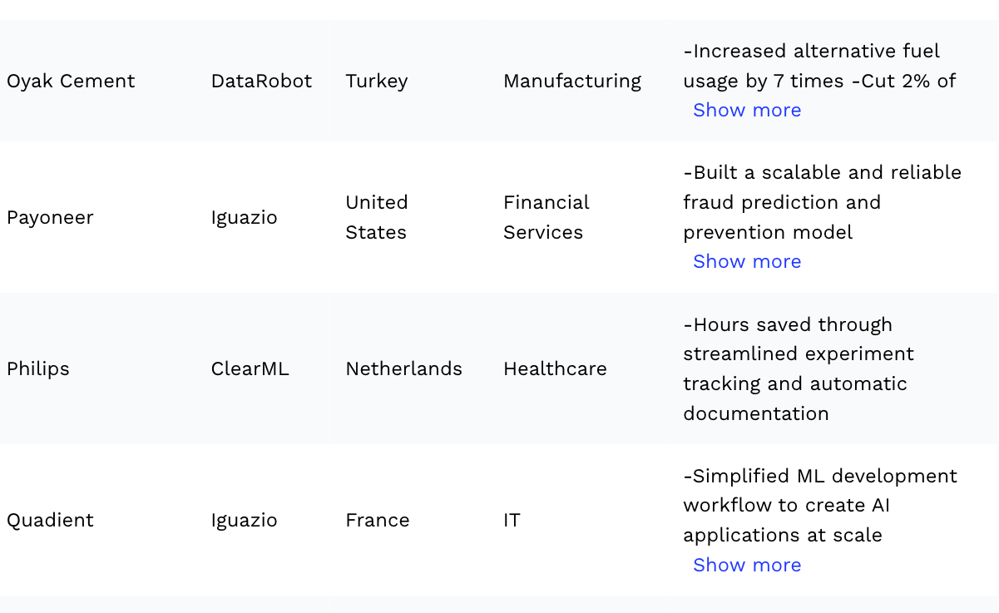 Oyak Cement
DataRobot
Turkey
Manufacturing
-Increased alternative fuel
usage by 7 times -Cut 2% of
Show more
Payoneer
Iguazio
United
States
Financial
Services
-Built a scalable and reliable
fraud prediction and
prevention model
Show more
Philips
ClearML
Netherlands
Healthcare
-Hours saved through
streamlined experiment
tracking and automatic
documentation
Quadient
Iguazio
France
IT
-Simplified ML development
workflow to create AI
applications at scale
Show more